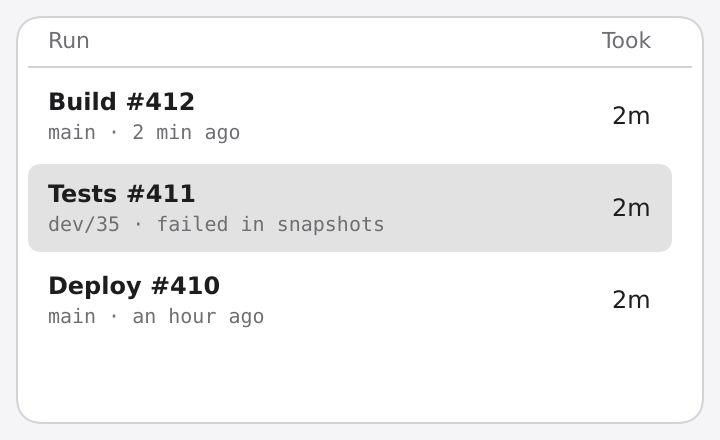 Run Took
Build #412
main · 2 min ago
2m
Tests #411
dev/35 · failed in snapshots
2m
Deploy #410
main · an hour ago
2m